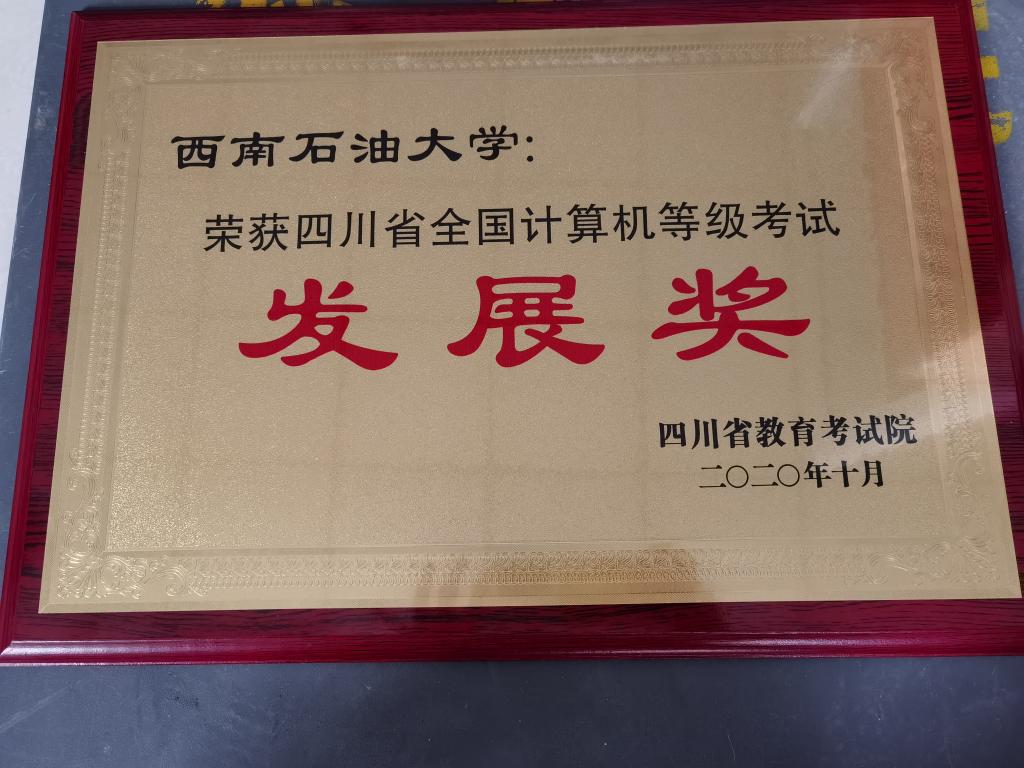 西南石油大学:
荣获四川省全国计算机等级考试
发展奖
四川省教育考试院
二〇二〇年十月